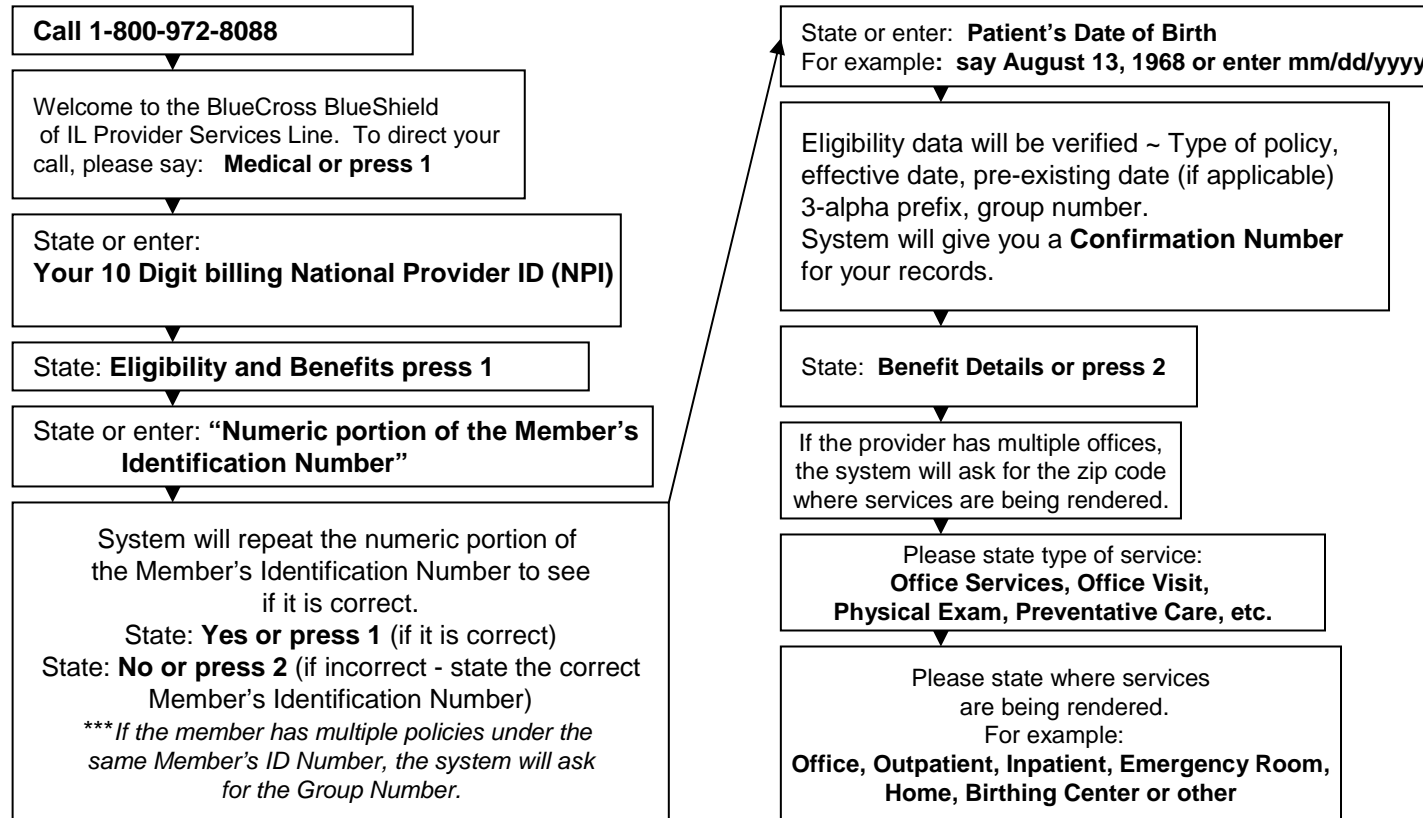 Call 1-800-972-8088
Welcome to the BlueCross BlueShield
of IL Provider Services Line. To direct your
call, please say: Medical or press 1
State or enter:
Your 10 Digit billing National Provider ID (NPI)
State: Eligibility and Benefits press 1
State or enter: “Numeric portion of the Member’s
Identification Number”
System will repeat the numeric portion of
the Member’s Identification Number to see
if it is correct.
State: Yes or press 1 (if it is correct)
State: No or press 2 (if incorrect - state the correct
Member’s Identification Number)
***If the member has multiple policies under the
same Member’s ID Number, the system will ask
for the Group Number.
State or enter: Patient’s Date of Birth
For example: say August 13, 1968 or enter mm/dd/yyyy
Eligibility data will be verified ~ Type of policy,
effective date, pre-existing date (if applicable)
3-alpha prefix, group number.
System will give you a Confirmation Number
for your records.
State: Benefit Details or press 2
If the provider has multiple offices,
the system will ask for the zip code
where services are being rendered.
Please state type of service:
Office Services, Office Visit,
Physical Exam, Preventative Care, etc.
Please state where services
are being rendered.
For example:
Office, Outpatient, Inpatient, Emergency Room,
Home, Birthing Center or other